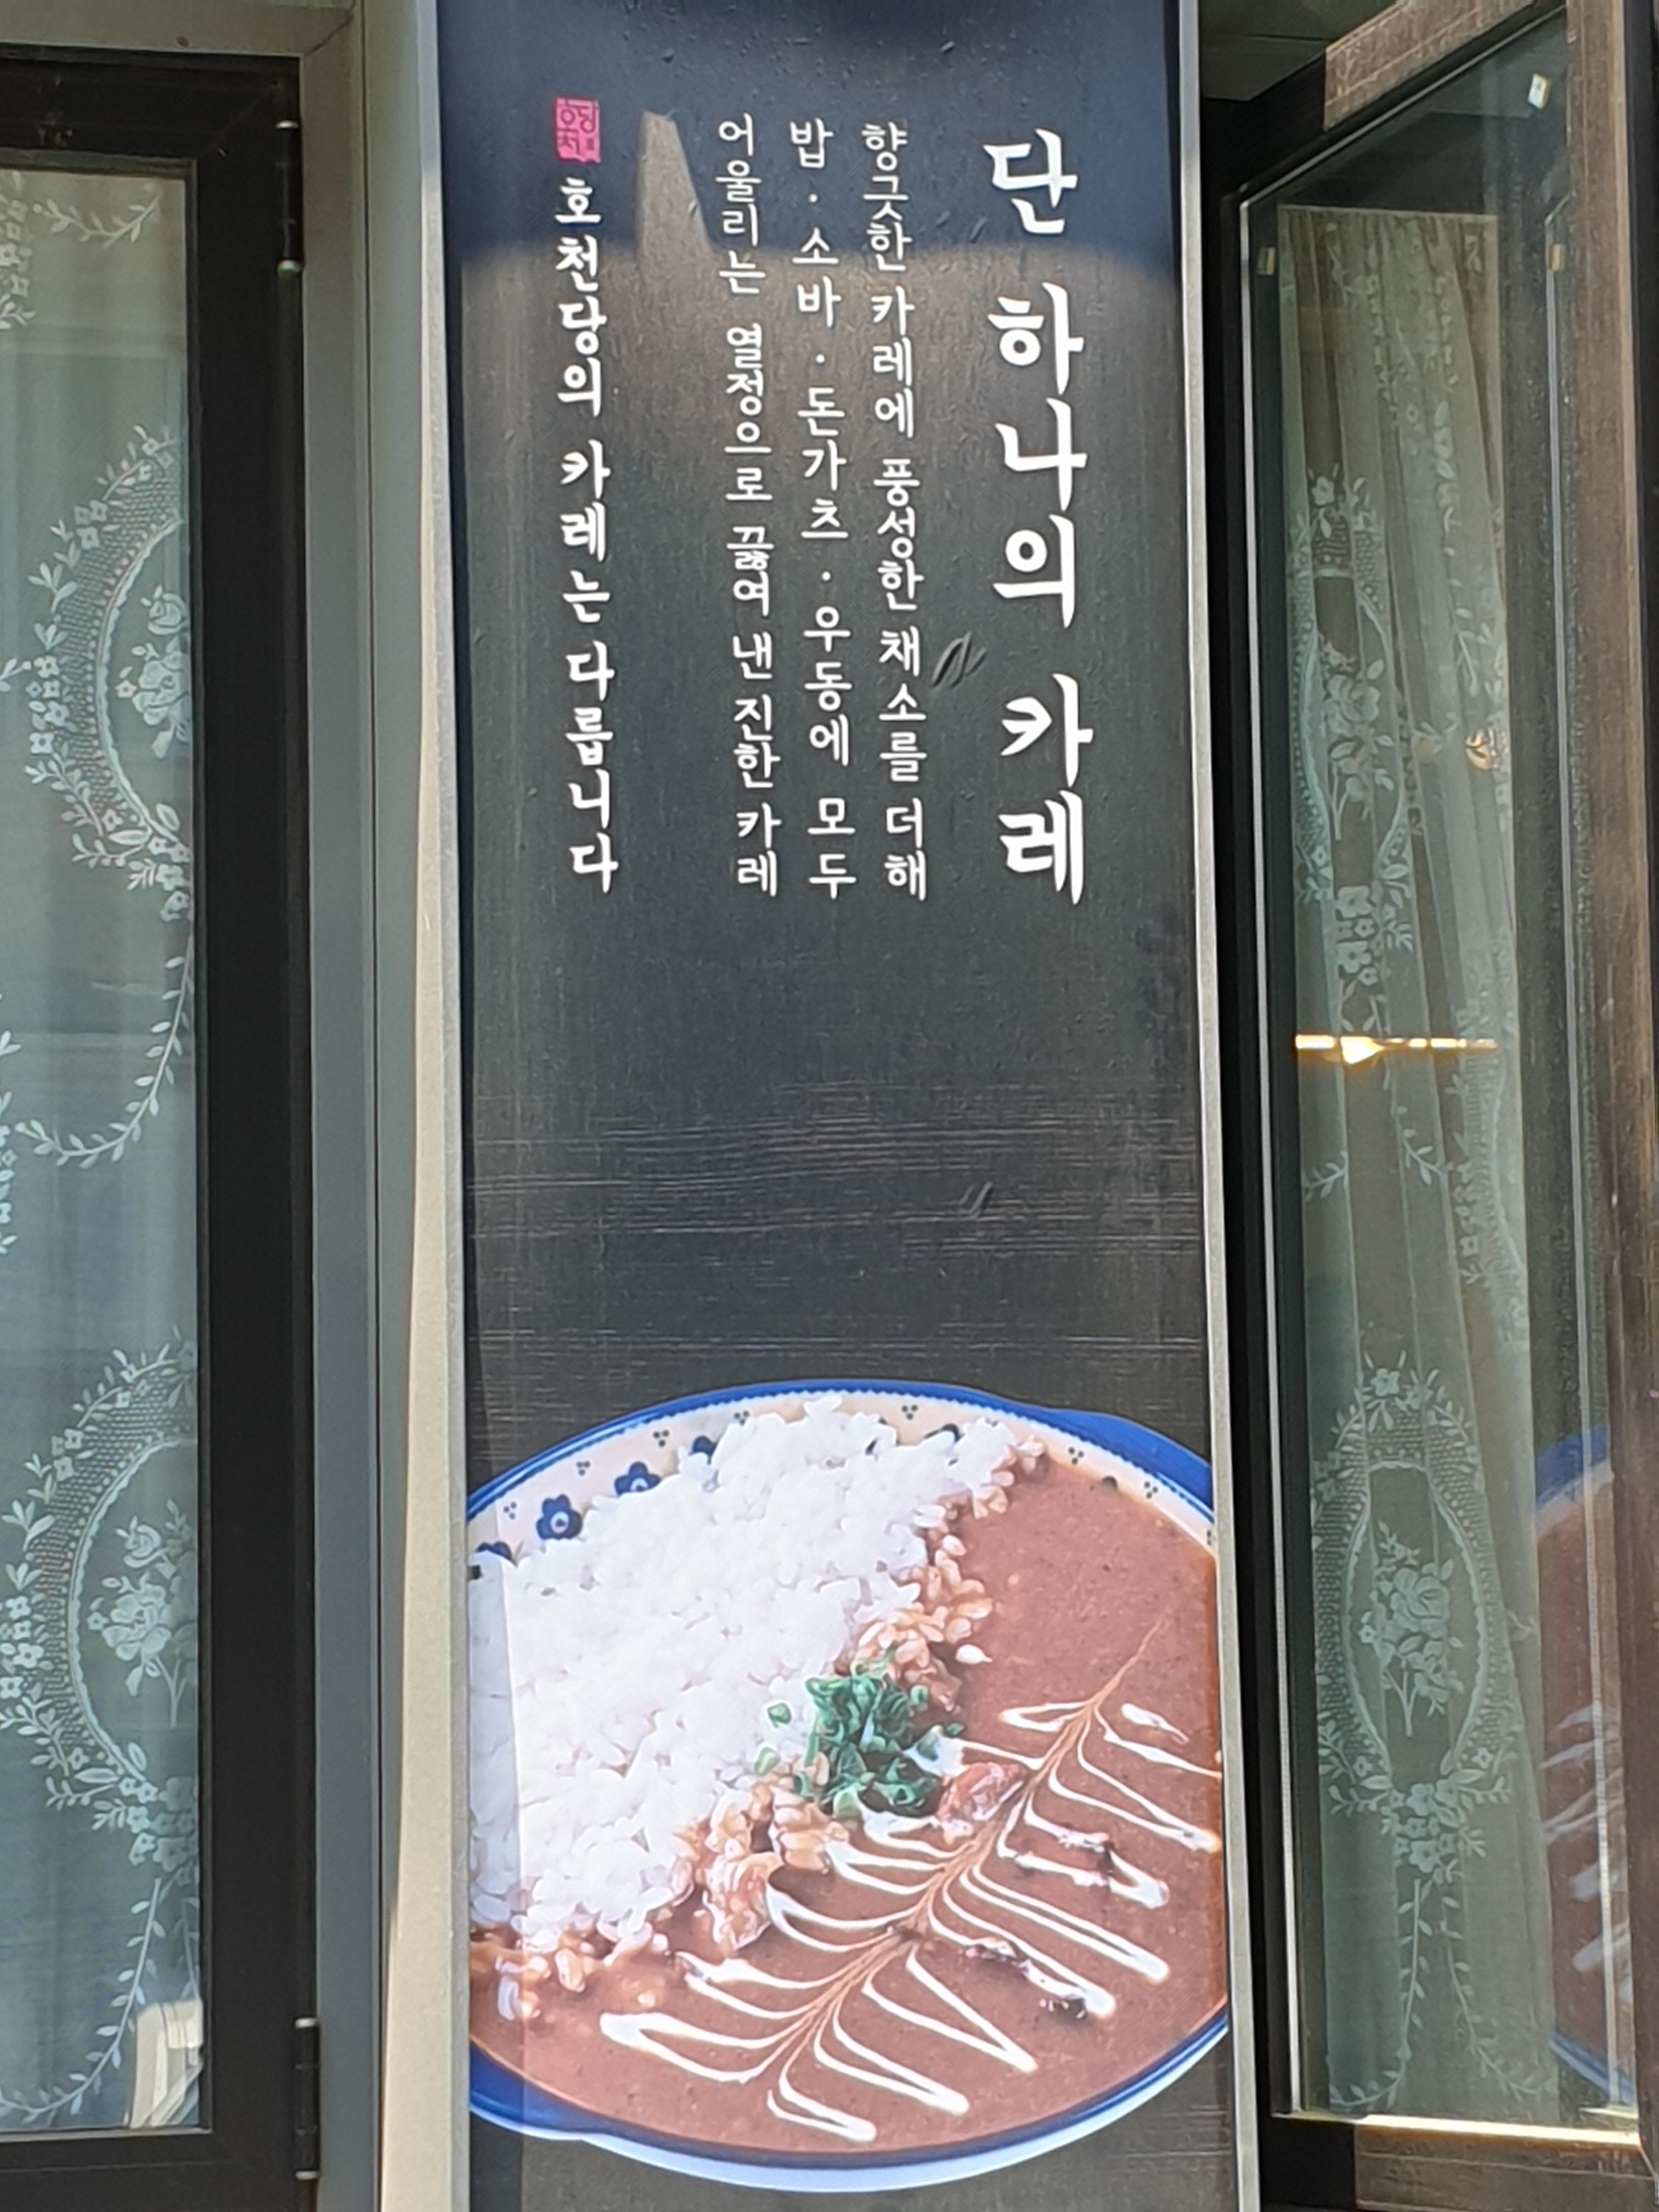 단 하나의 카레
향긋한 카레에 풍성한 채소를 더해
밥 · 소바 · 돈가츠 · 우동에 모두
어울리는 열정으로 끓여 낸 진한 카레
호천당의 카레는 다릅니다